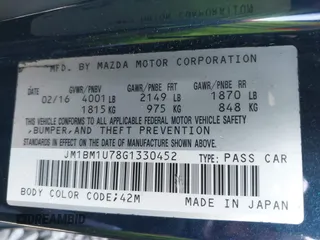 MFD. BY MAZDA MOTOR CORPORATION
GVWR/PNBV GAWR/PNBE FRT GAWR/PNBE RR
02/16 4001 LB 2149 LB 1870 LB
1815 KG 975 KG 848 KG
THIS VEHICLE CONFORMS TO ALL APPLICABLE
FEDERAL MOTOR VEHICLE SAFETY
BUMPER, AND THEFT PREVENTION
STANDARDS IN EFFECT ON THE DATE OF
MANUFACTURE SHOWN ABOVE.
JM1BM1U78G1330452 TYPE: PASS CAR
BODY COLOR CODE: 42M MADE IN JAPAN
DREAMBID